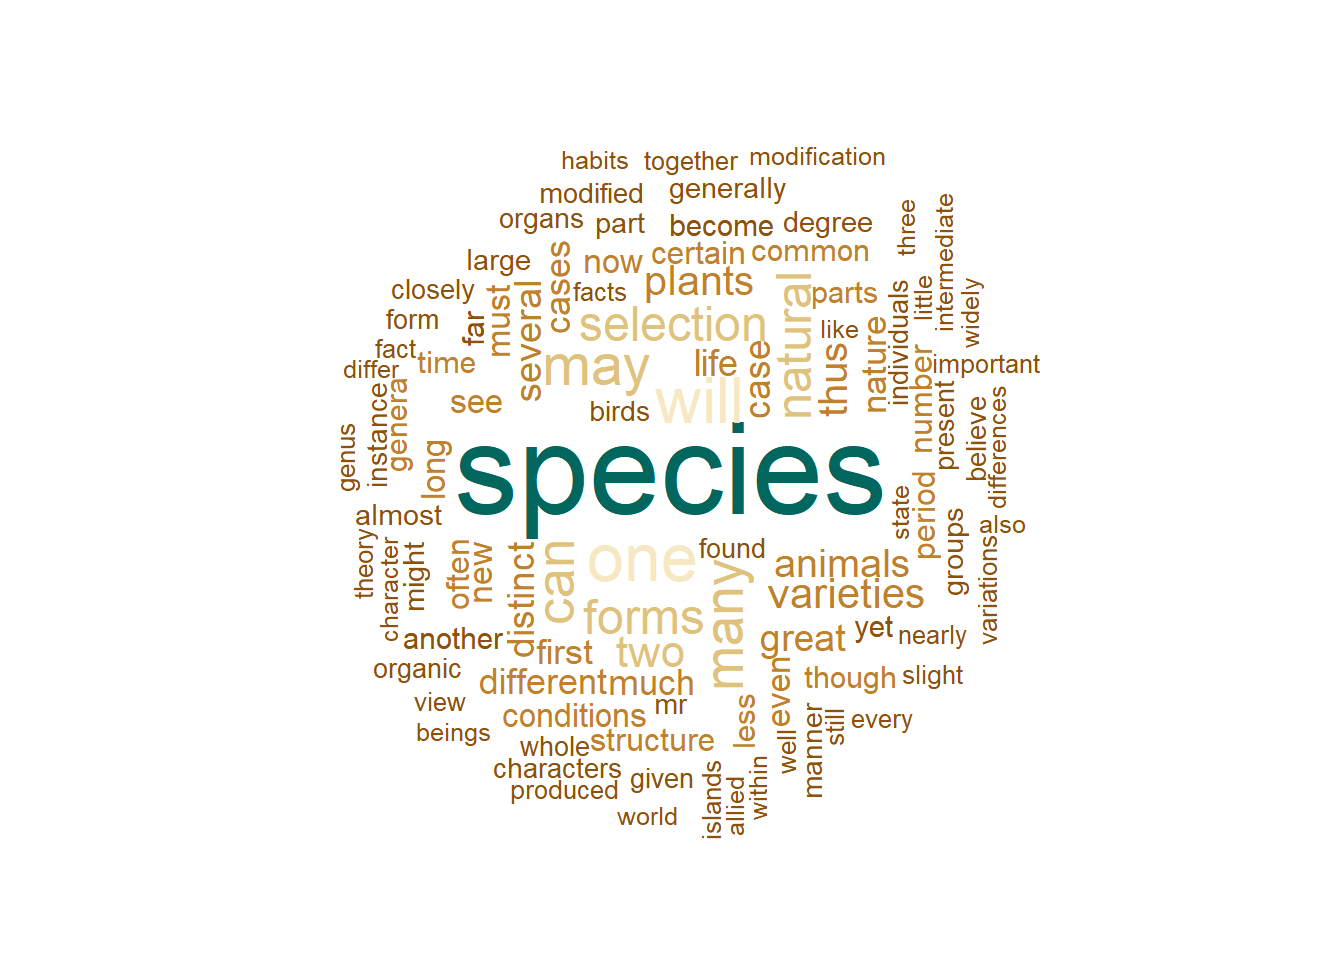 habits together modification
modified generally
organs part become degree three
large cases now certain common intermediate
closely must several facts plants natural parts individuals little widely
form far selection like
fact time may life case thus nature number important
differ
genus instance genera see birds will present believe differences
long species
almost state period also
theory character might often new distinct can one found many animals groups variations
forms varieties
another first two great yet nearly
organic different much even though slight
view conditions mr less manner still every
beings whole structure well
characters given islands allied within
produced
world